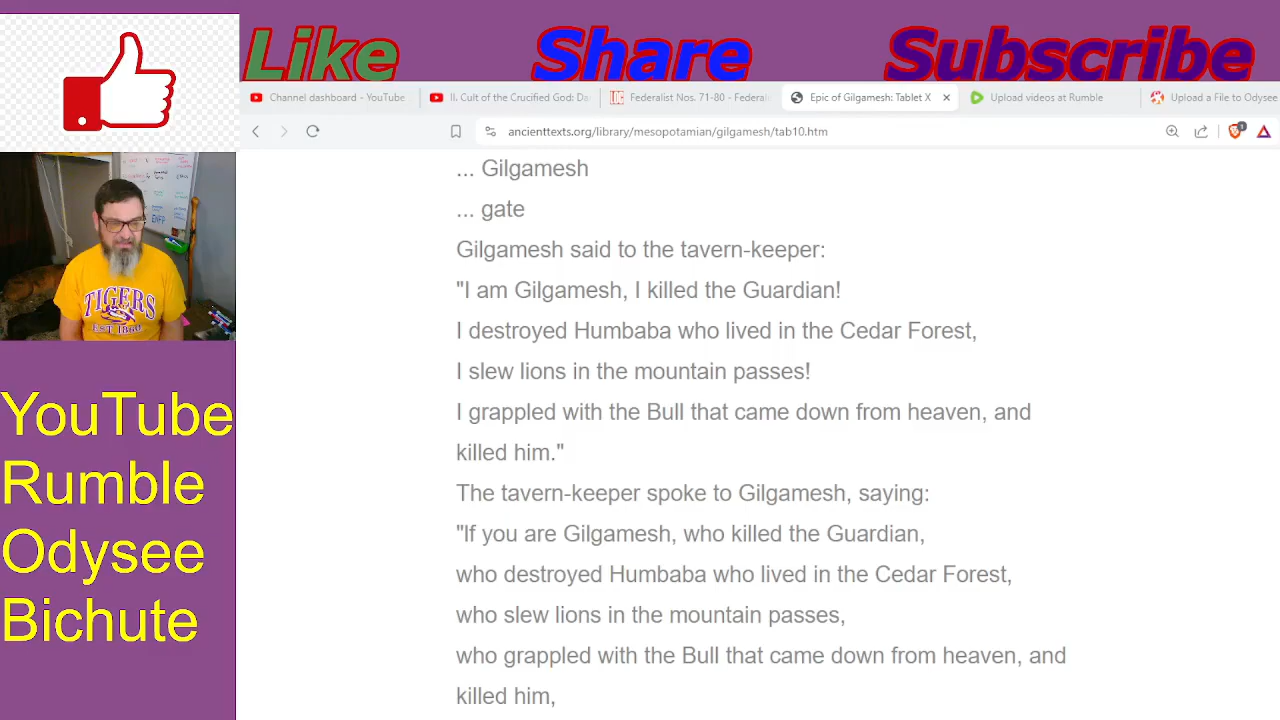 Like Share Subscribe
Channel dashboard - YouTube
II. Cult of the Crucified God: Da
Federalist Nos. 71-80 - Federal
Epic of Gilgamesh: Tablet X
Upload videos at Rumble
Upload a File to Odysee
ancienttexts.org/library/mesopotamian/gilgamesh/tab10.htm
1
... Gilgamesh
... gate
Gilgamesh said to the tavern-keeper:
"I am Gilgamesh, I killed the Guardian!
I destroyed Humbaba who lived in the Cedar Forest,
I slew lions in the mountain passes!
I grappled with the Bull that came down from heaven, and
killed him."
The tavern-keeper spoke to Gilgamesh, saying:
"If you are Gilgamesh, who killed the Guardian,
who destroyed Humbaba who lived in the Cedar Forest,
who slew lions in the mountain passes,
who grappled with the Bull that came down from heaven, and
killed him,
TIGERS
EST 1860
YouTube
Rumble
Odysee
Bichute